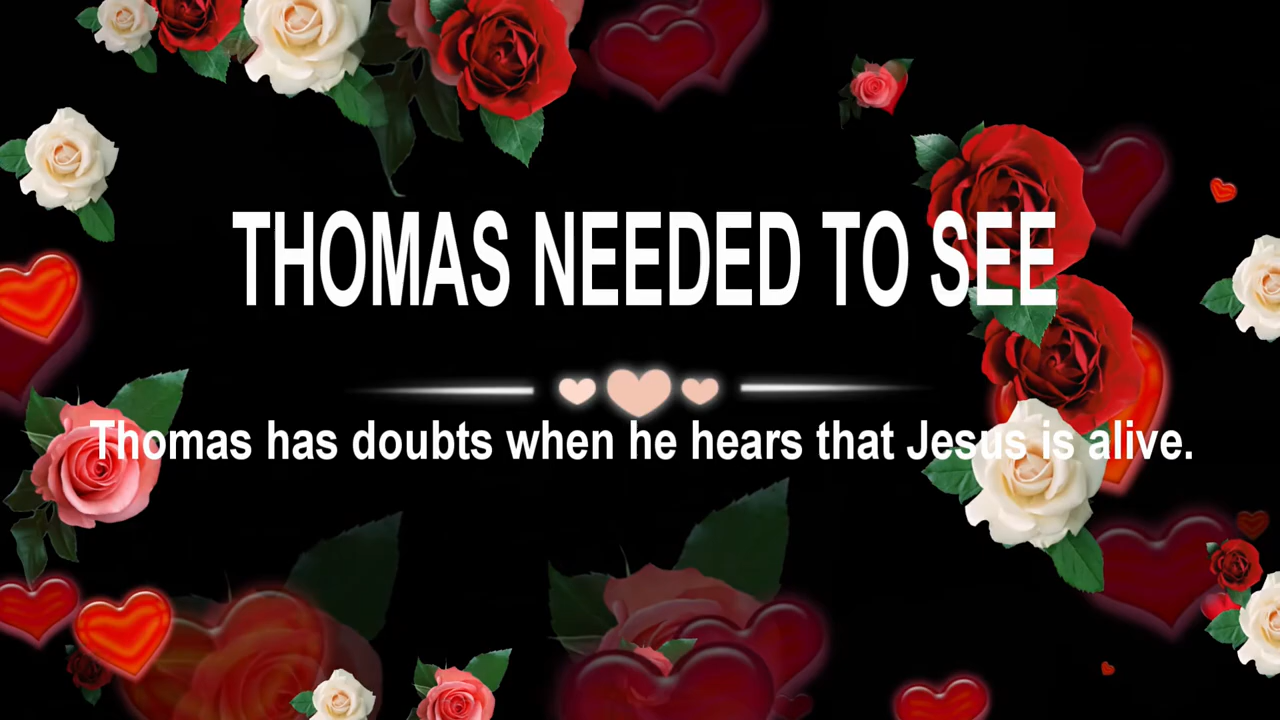 THOMAS NEEDED TO SEE
Thomas has doubts when he hears that Jesus is alive.